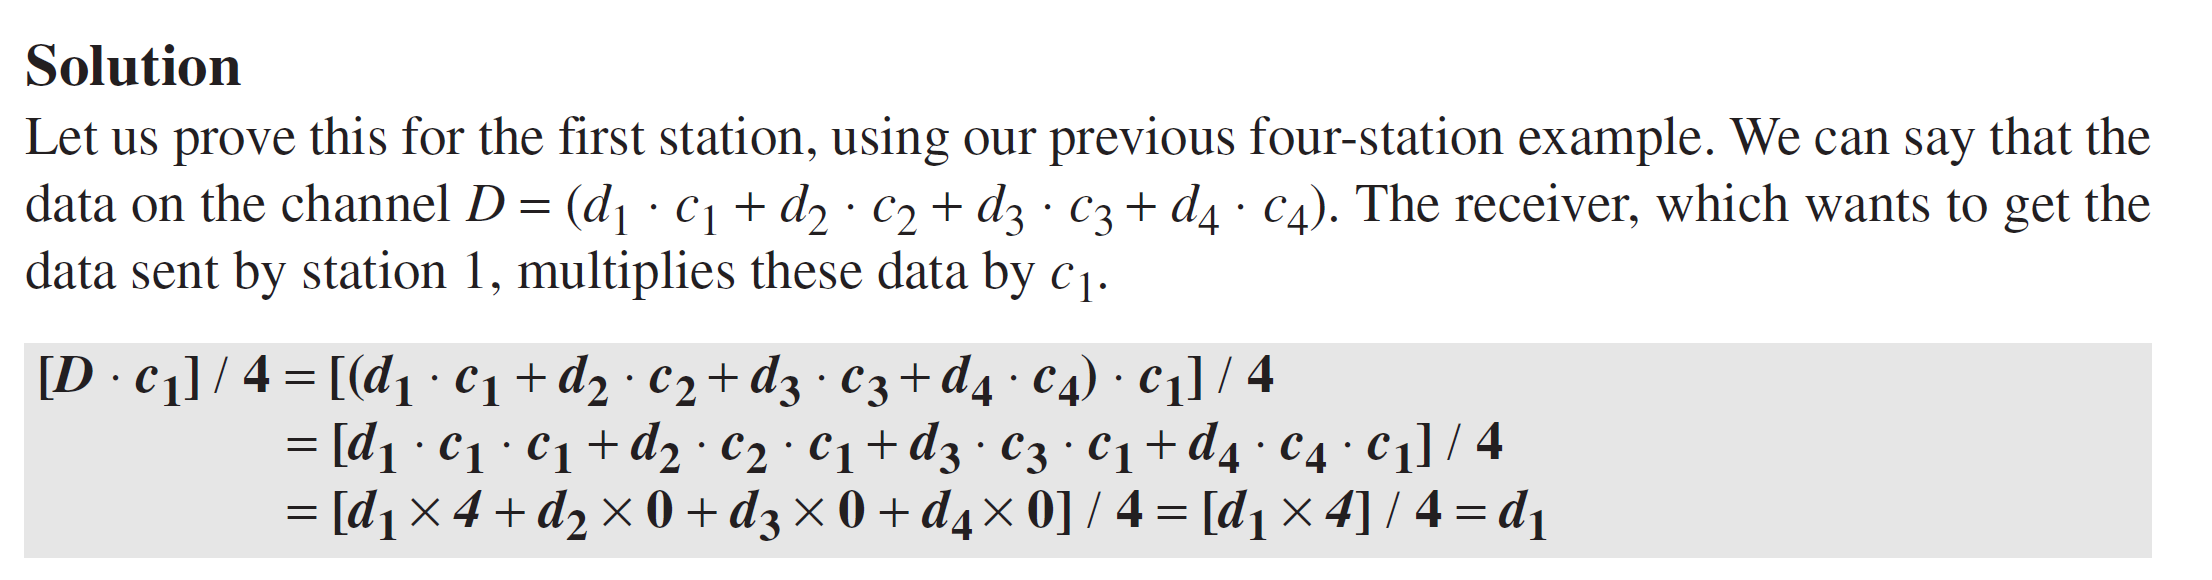 Solution
Let us prove this for the first station, using our previous four-station example. We can say that the
data on the channel D = (d₁ · c₁ + d₂ · c₂ + d₃ · c₃ + d₄ · c₄). The receiver, which wants to get the
data sent by station 1, multiplies these data by c₁.
[D · c₁] / 4 = [(d₁ · c₁ + d₂ · c₂ + d₃ · c₃ + d₄ · c₄) · c₁] / 4
= [d₁ · c₁ · c₁ + d₂ · c₂ · c₁ + d₃ · c₃ · c₁ + d₄ · c₄ · c₁] / 4
= [d₁ × 4 + d₂ × 0 + d₃ × 0 + d₄ × 0] / 4 = [d₁ × 4] / 4 = d₁